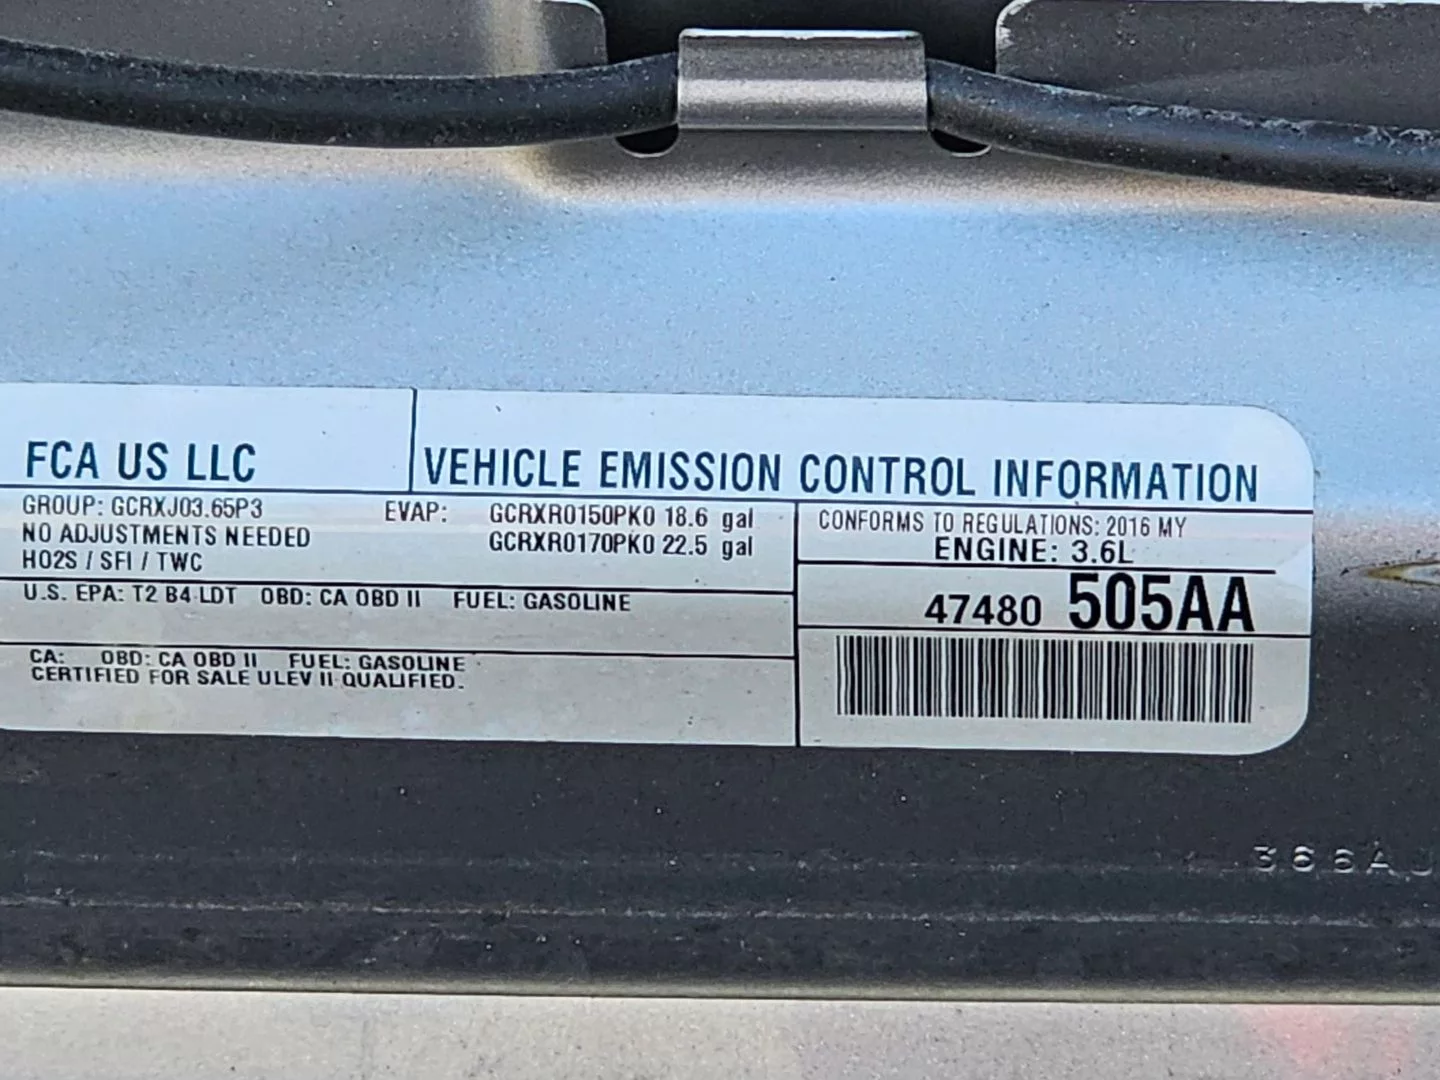 FCA US LLC
VEHICLE EMISSION CONTROL INFORMATION
GROUP: GCRXJ03.65P3
NO ADJUSTMENTS NEEDED
HO2S / SFI / TWC
EVAP: GCRXR0150PK0 18.6 gal
GCRXR0170PK0 22.5 gal
CONFORMS TO REGULATIONS: 2016 MY
ENGINE: 3.6L
U.S. EPA: T2 B4 LDT OBD: CA OBD II FUEL: GASOLINE
47480 505AA
CA: OBD: CA OBD II FUEL: GASOLINE
CERTIFIED FOR SALE ULEV II QUALIFIED.
366AJ